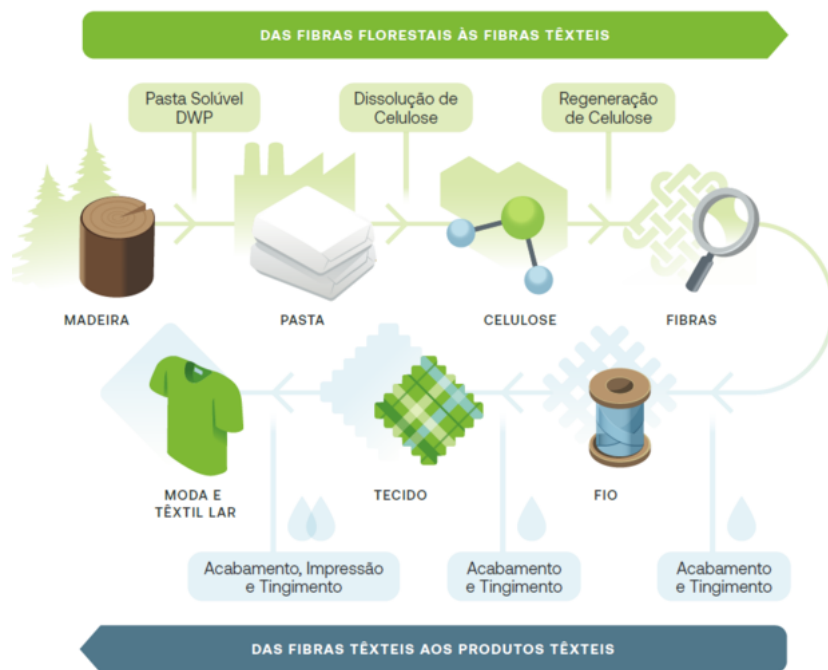 DAS FIBRAS FLORESTAIS ÀS FIBRAS TÊXTEIS
Pasta Solúvel
DWP
Dissolução de
Celulose
Regeneração
de Celulose
MADEIRA
PASTA
CELULOSE
FIBRAS
MODA E
TÊXTIL LAR
TECIDO
FIO
Acabamento, Impressão
e Tingimento
Acabamento
e Tingimento
Acabamento
e Tingimento
DAS FIBRAS TÊXTEIS AOS PRODUTOS TÊXTEIS